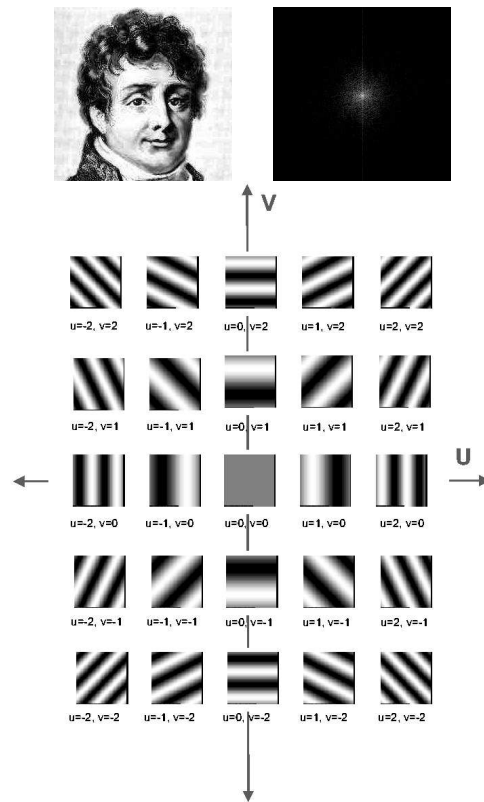 V
u=-2, v=2 u=-1, v=2 u=0, v=2 u=1, v=2 u=2, v=2
u=-2, v=1 u=-1, v=1 u=0, v=1 u=1, v=1 u=2, v=1
U
u=-2, v=0 u=-1, v=0 u=0, v=0 u=1, v=0 u=2, v=0
u=-2, v=-1 u=-1, v=-1 u=0, v=-1 u=1, v=-1 u=2, v=-1
u=-2, v=-2 u=-1, v=-2 u=0, v=-2 u=1, v=-2 u=2, v=-2